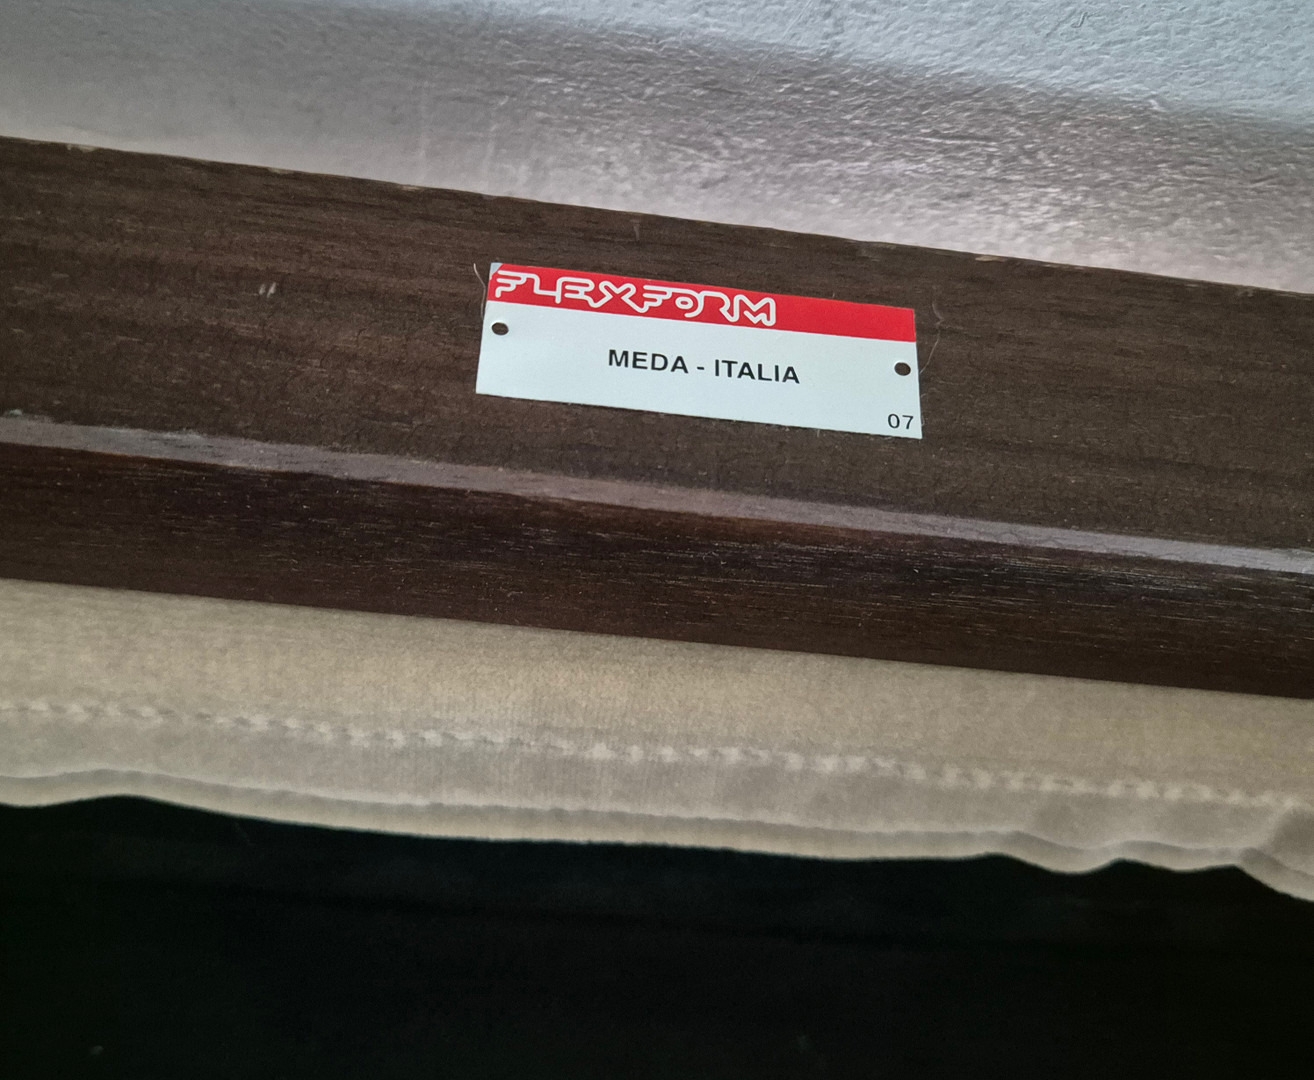 FLEXFORM
MEDA - ITALIA
07